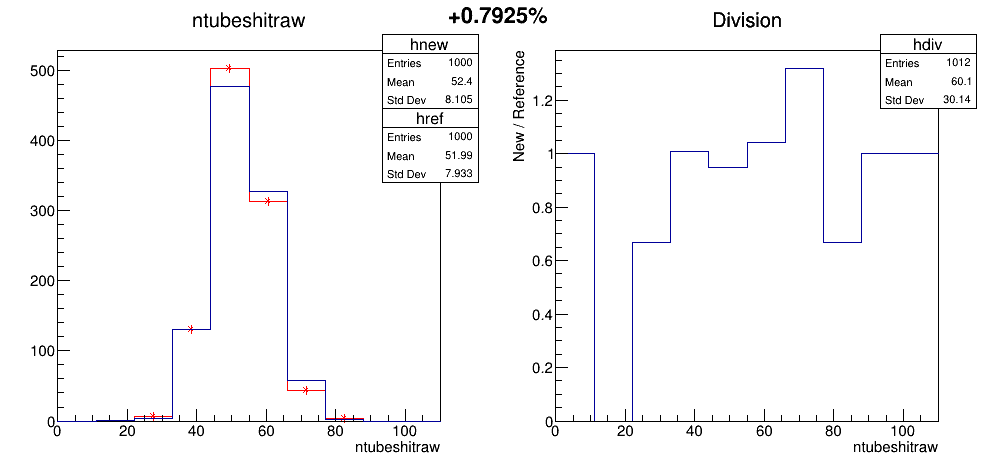 +0.7925%
ntubeshitraw
hnew
Entries 1000
Mean 52.4
Std Dev 8.105
href
Entries 1000
Mean 51.99
Std Dev 7.933
500
400
300
200
100
0
0 20 40 60 80 100
ntubeshitraw
Division
hdiv
Entries 1012
Mean 60.1
Std Dev 30.14
New / Reference
1.2
1
0.8
0.6
0.4
0.2
0
0 20 40 60 80 100
ntubeshitraw